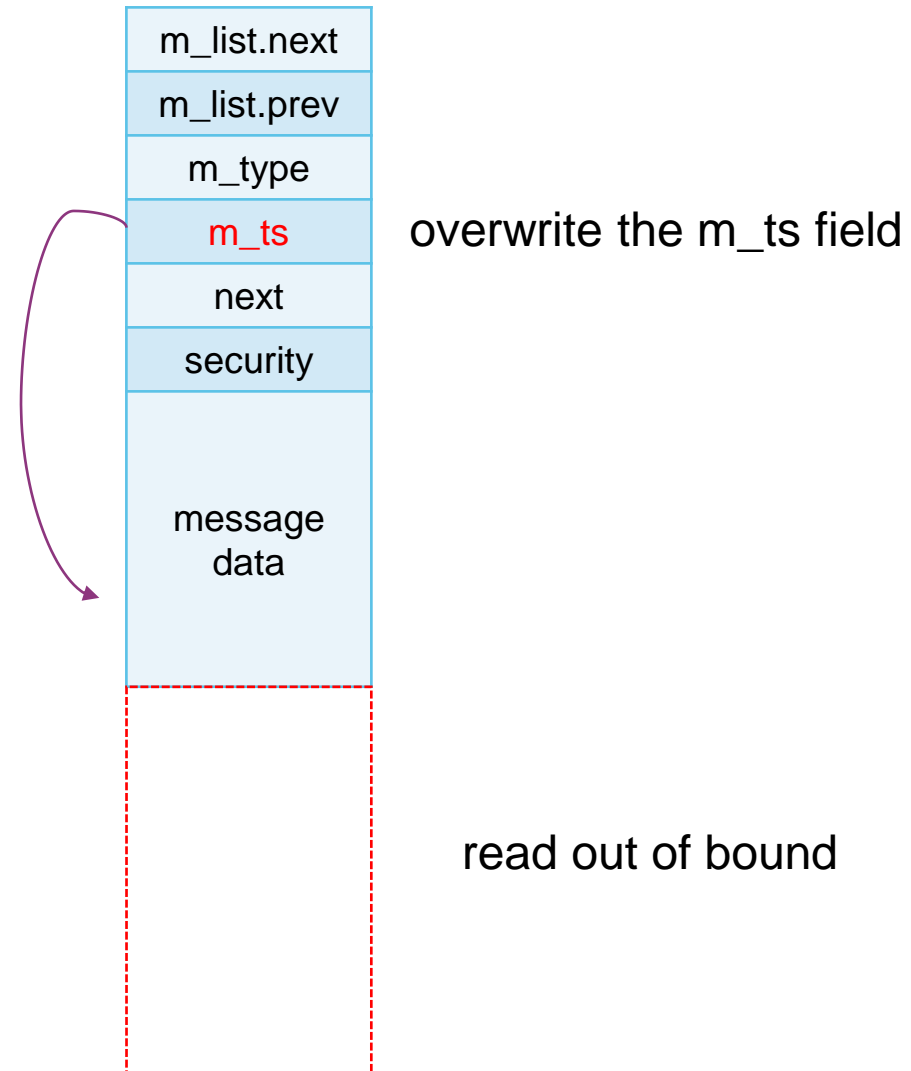 m_list.next
m_list.prev
m_type
m_ts
overwrite the m_ts field
next
security
message
data
read out of bound